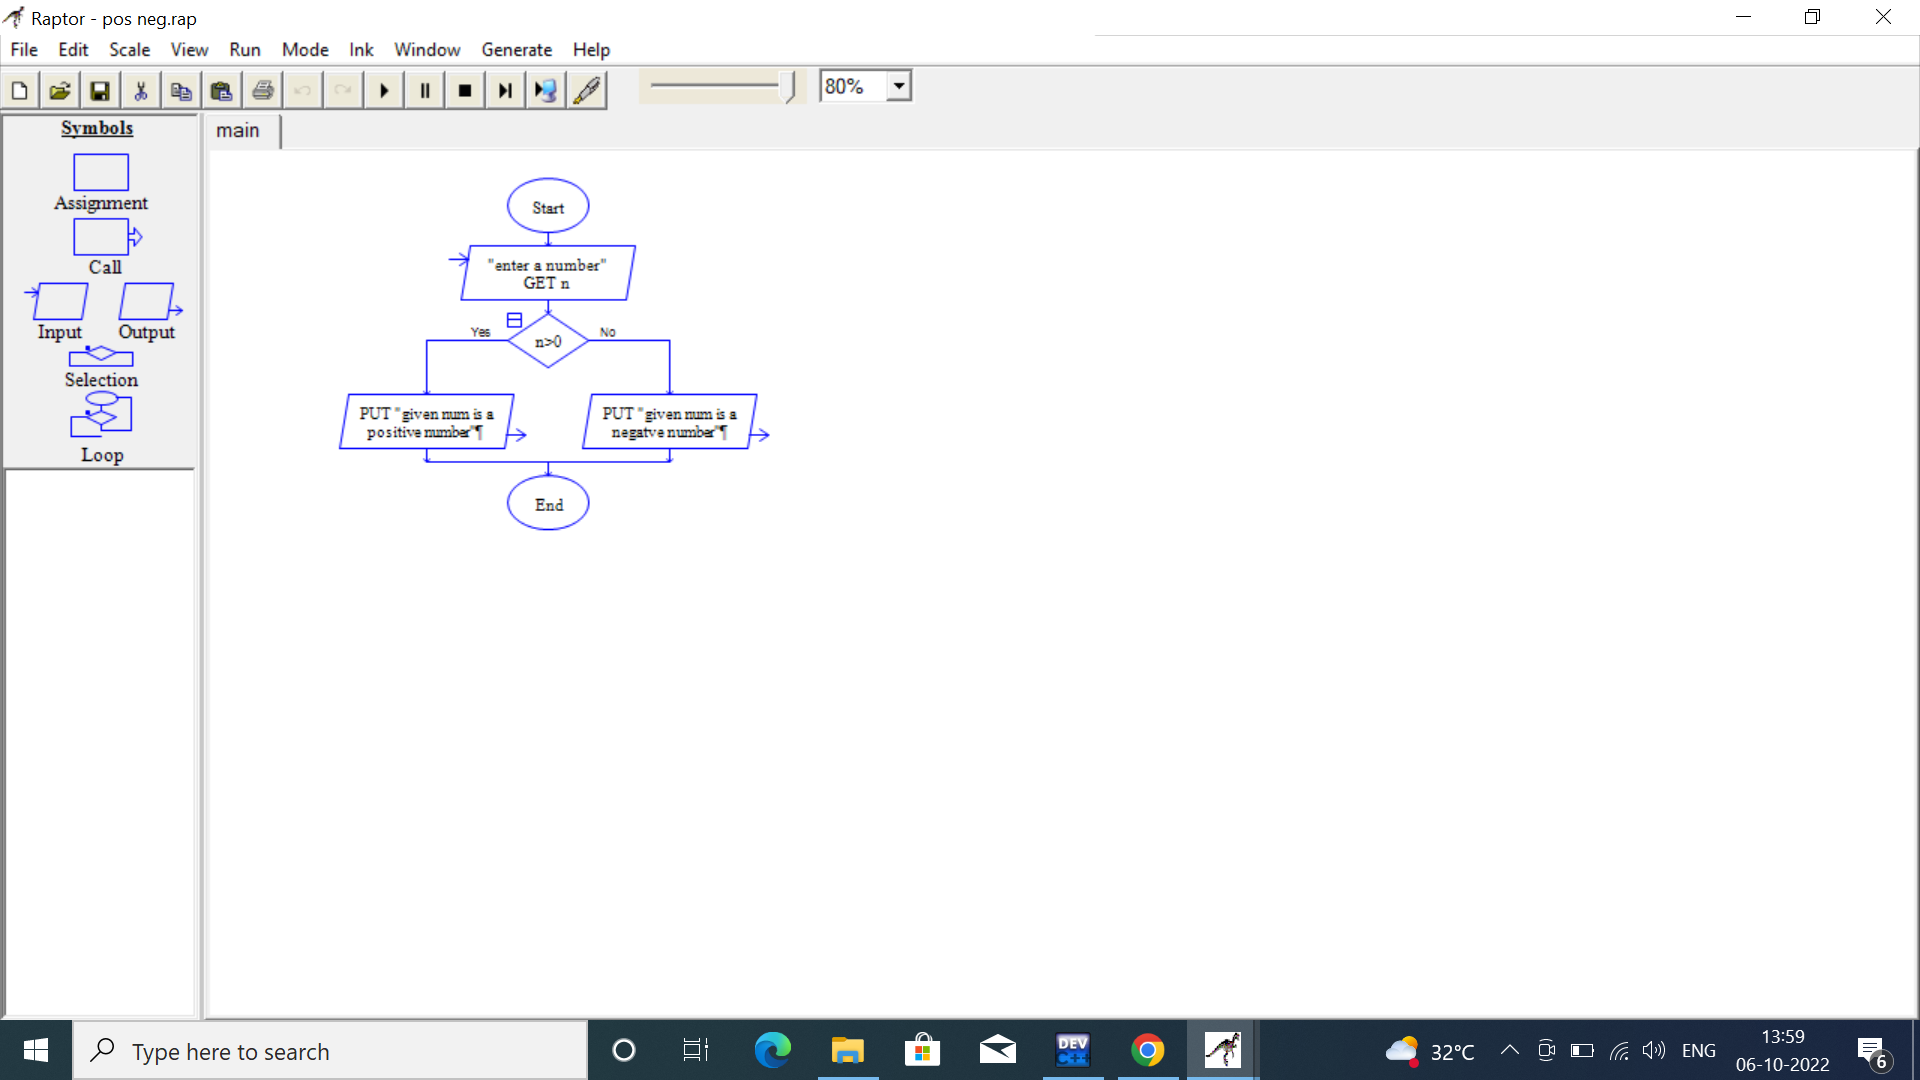 Raptor - pos neg.rap
File Edit Scale View Run Mode Ink Window Generate Help
80%
Symbols
Assignment
Call
Input Output
Selection
Loop
main
Start
"enter a number"
GET n
Yes
n>0
No
PUT "given num is a
positive number"¶
PUT "given num is a
negatve number"¶
End
Type here to search
DEV
C++
32°C
ENG
13:59
06-10-2022
6